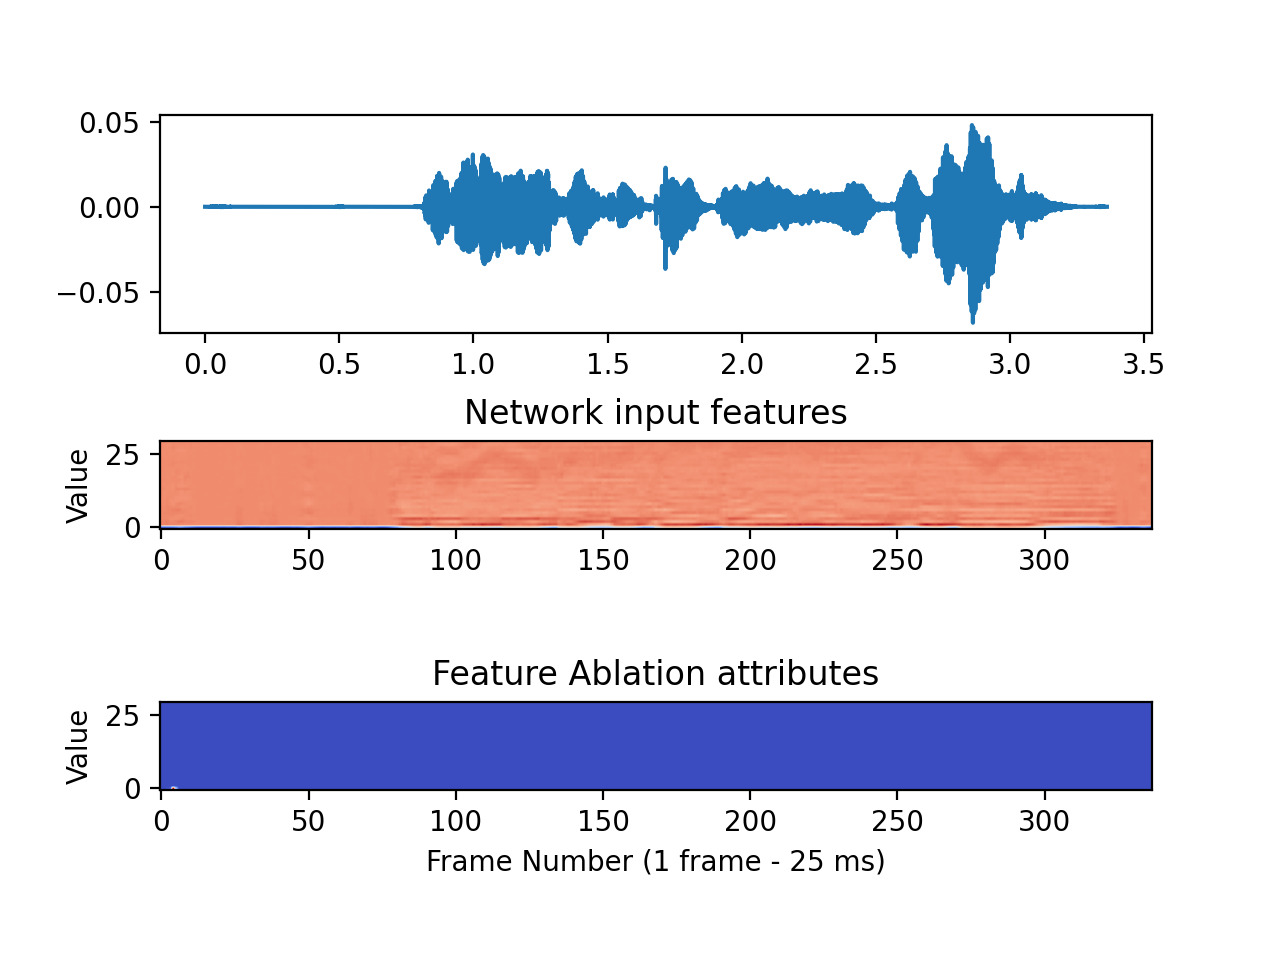 0.05
0.00
−0.05
0.0 0.5 1.0 1.5 2.0 2.5 3.0 3.5
Network input features
Value
25
0
0 50 100 150 200 250 300
Feature Ablation attributes
Value
25
0
0 50 100 150 200 250 300
Frame Number (1 frame - 25 ms)